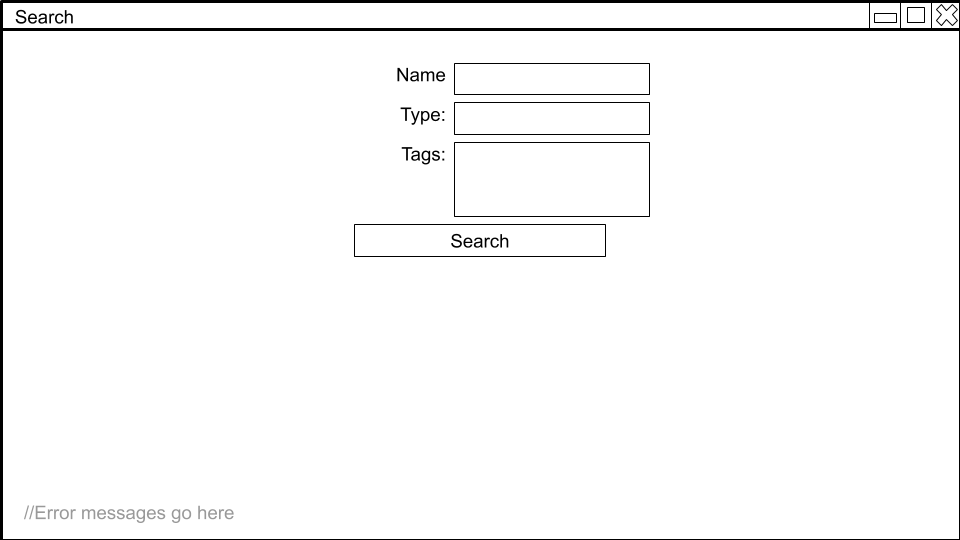 Search
Name
Type:
Tags:
Search
//Error messages go here